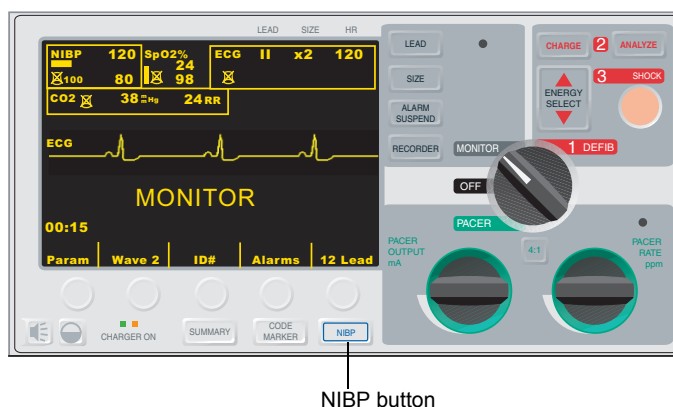 LEAD SIZE HR
NIBP 120 SpO2% ECG II x2 120
24
100 80 98
CO2 38 mmHg 24 RR
ECG
MONITOR
00:15
Param Wave 2 ID# Alarms 12 Lead
CHARGER ON
SUMMARY
CODE
MARKER
NIBP
LEAD
SIZE
ALARM
SUSPEND
RECORDER
CHARGE 2 ANALYZE
3 SHOCK
ENERGY
SELECT
MONITOR
1 DEFIB
OFF
PACER
PACER
OUTPUT
mA
4:1
PACER
RATE
ppm
NIBP button